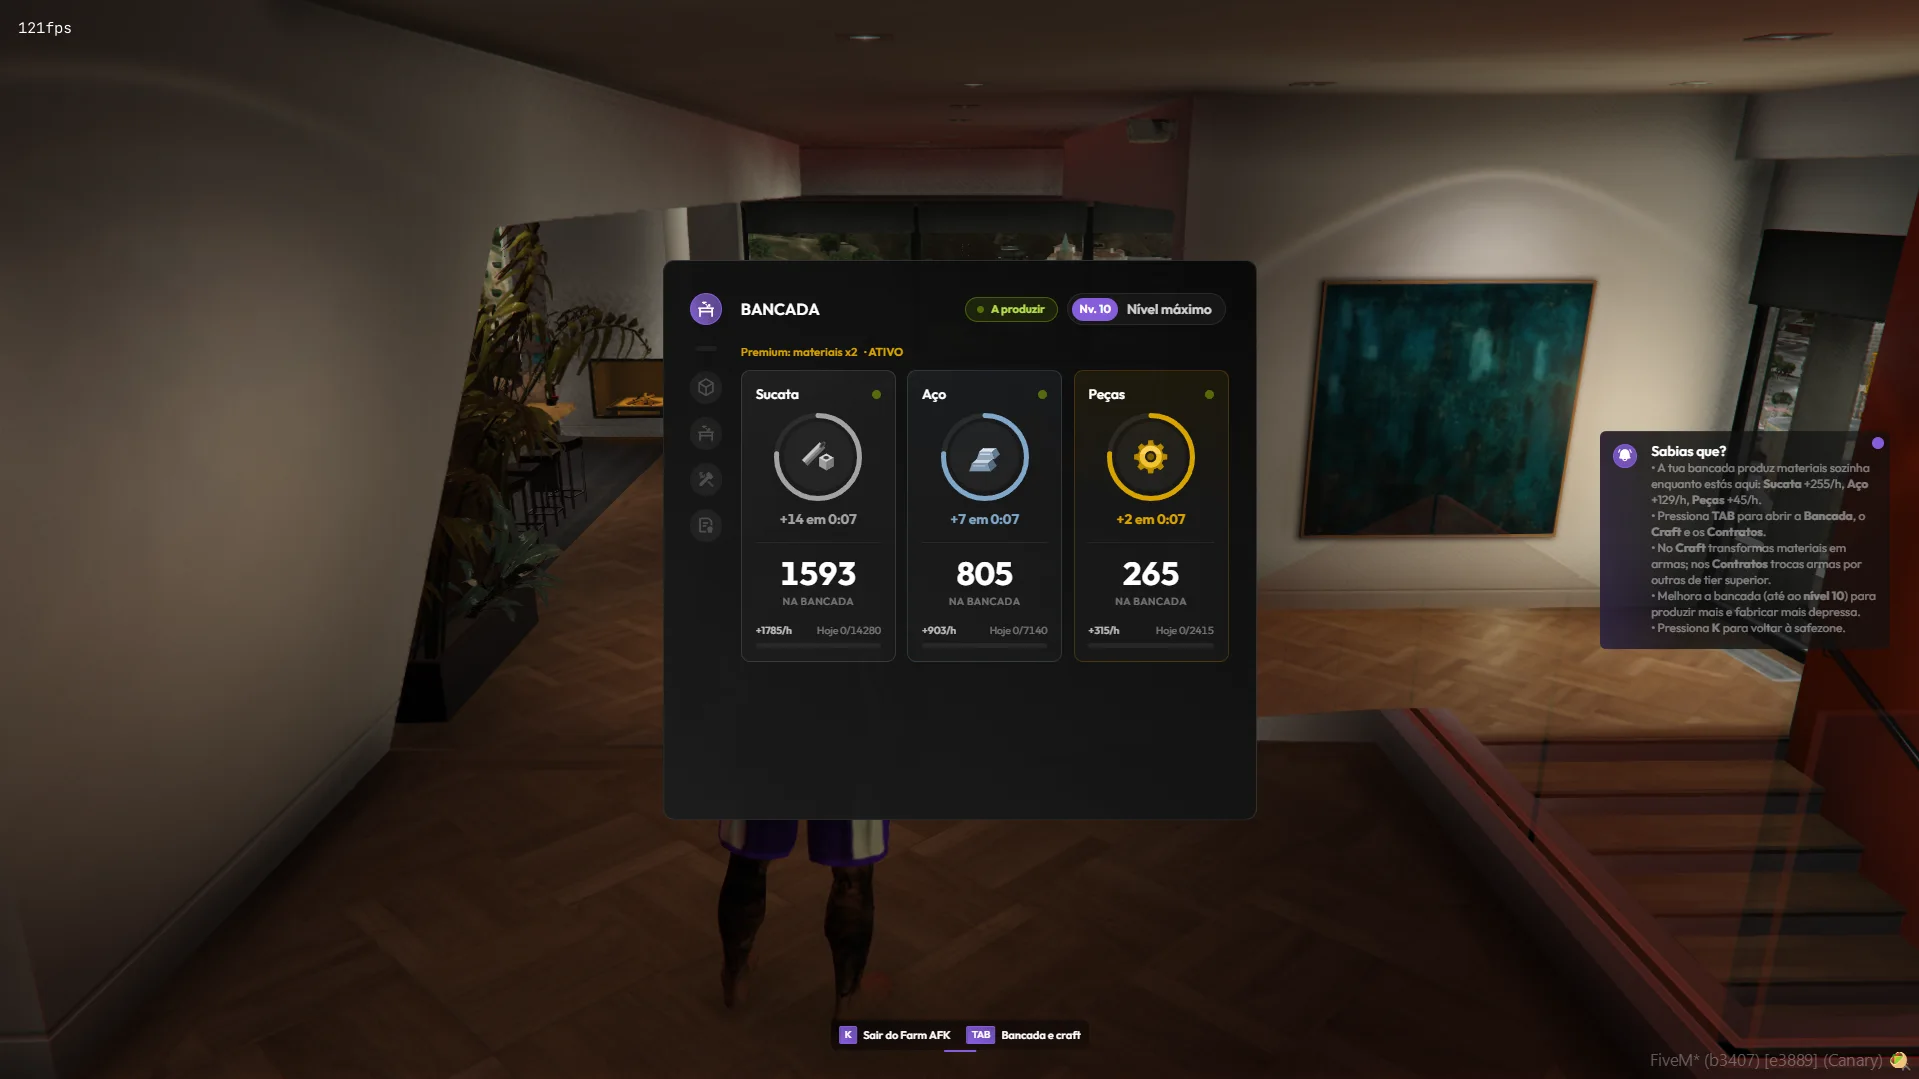 121fps
BANCADA
A produzir
Nv. 10
Nível máximo
Premium: materiais x2 · ATIVO
Sucata
+14 em 0:07
1593
NA BANCADA
+1785/h
Hoje 0/14280
Aço
+7 em 0:07
805
NA BANCADA
+903/h
Hoje 0/7140
Peças
+2 em 0:07
265
NA BANCADA
+315/h
Hoje 0/2415
Sabias que?
• A tua bancada produz materiais sozinha
enquanto estás aqui: Sucata +255/h, Aço
+129/h, Peças +45/h.
• Pressiona TAB para abrir a Bancada, o
Craft e os Contratos.
• No Craft transformas materiais em
armas; nos Contratos trocas armas por
outras de tier superior.
• Melhora a bancada (até ao nível 10) para
produzir mais e fabricar mais depressa.
• Pressiona K para voltar à safezone.
K Sair do Farm AFK TAB Bancada e craft
FiveM* (b3407) [e3889] (Canary)